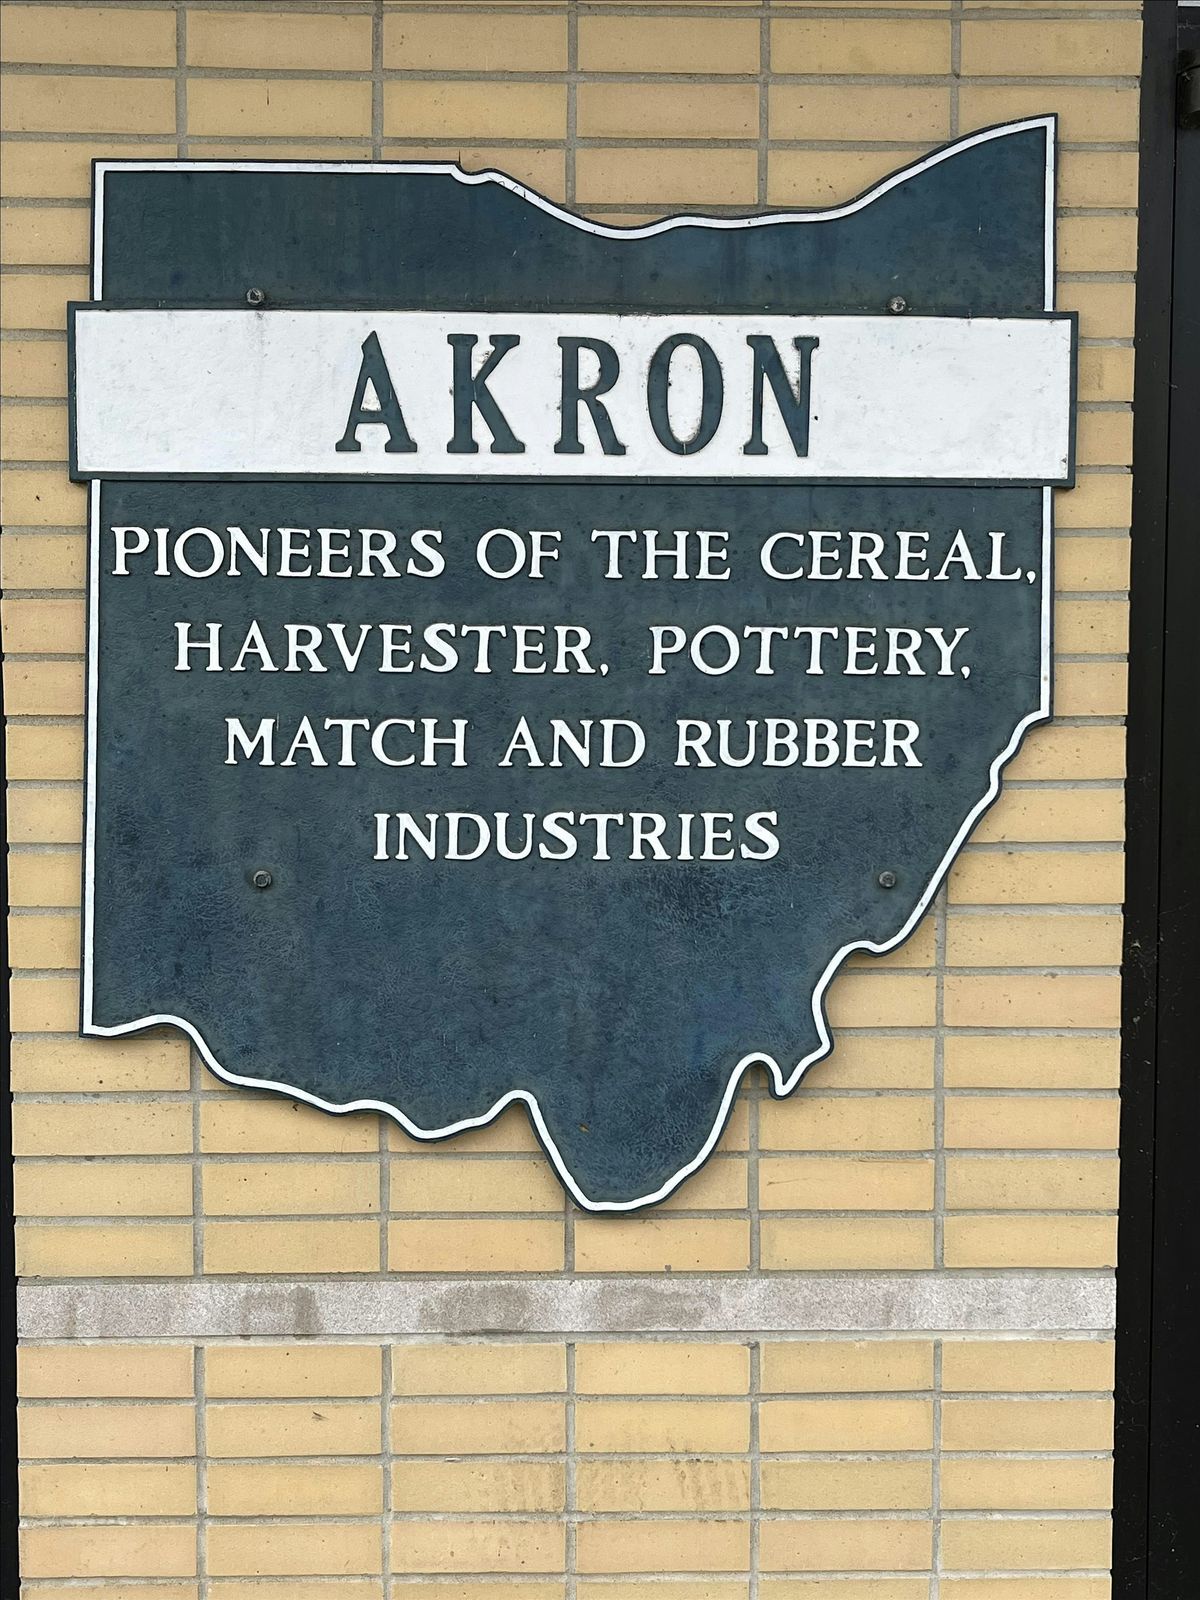 AKRON
PIONEERS OF THE CEREAL,
HARVESTER, POTTERY,
MATCH AND RUBBER
INDUSTRIES